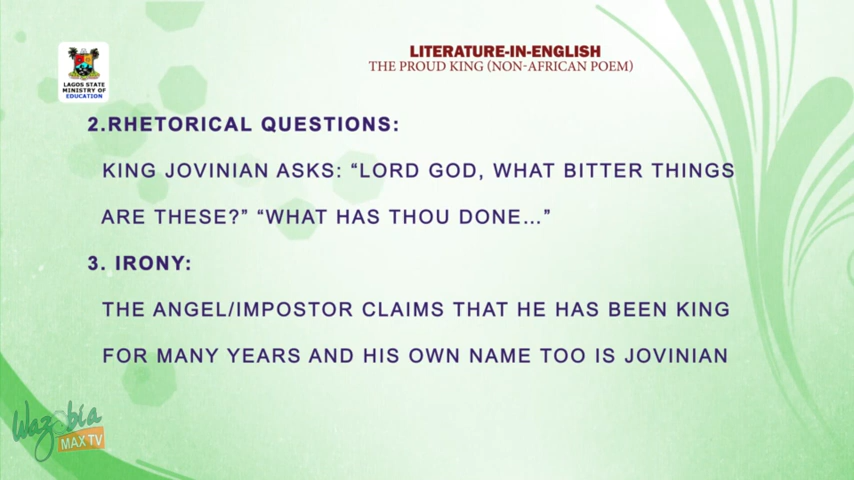 LITERATURE-IN-ENGLISH
THE PROUD KING (NON-AFRICAN POEM)
LAGOS STATE
MINISTRY OF
EDUCATION
2.RHETORICAL QUESTIONS:
KING JOVINIAN ASKS: “LORD GOD, WHAT BITTER THINGS
ARE THESE?” “WHAT HAS THOU DONE...”
3. IRONY:
THE ANGEL/IMPOSTOR CLAIMS THAT HE HAS BEEN KING
FOR MANY YEARS AND HIS OWN NAME TOO IS JOVINIAN
Wazobia
MAX TV